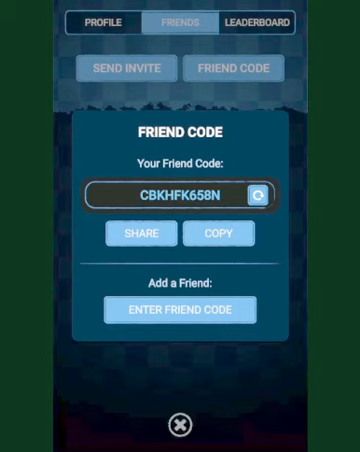 PROFILE FRIENDS LEADERBOARD
SEND INVITE FRIEND CODE
FRIEND CODE
Your Friend Code:
CBKHFK658N
SHARE COPY
Add a Friend:
ENTER FRIEND CODE